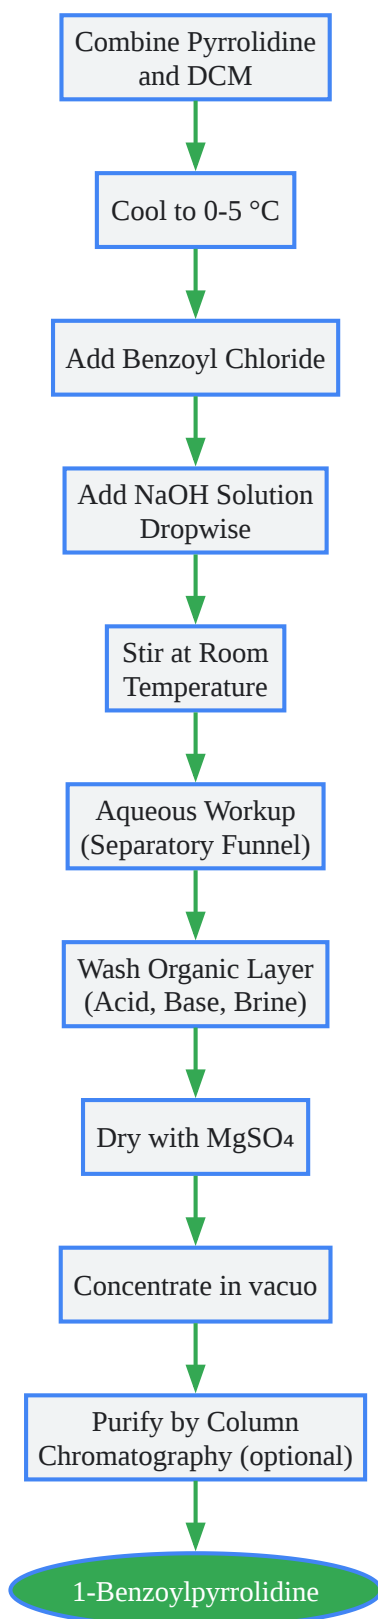 Combine Pyrrolidine
and DCM
Cool to 0-5 °C
Add Benzoyl Chloride
Add NaOH Solution
Dropwise
Stir at Room
Temperature
Aqueous Workup
(Separatory Funnel)
Wash Organic Layer
(Acid, Base, Brine)
Dry with MgSO₄
Concentrate in vacuo
Purify by Column
Chromatography (optional)
1-Benzoylpyrrolidine